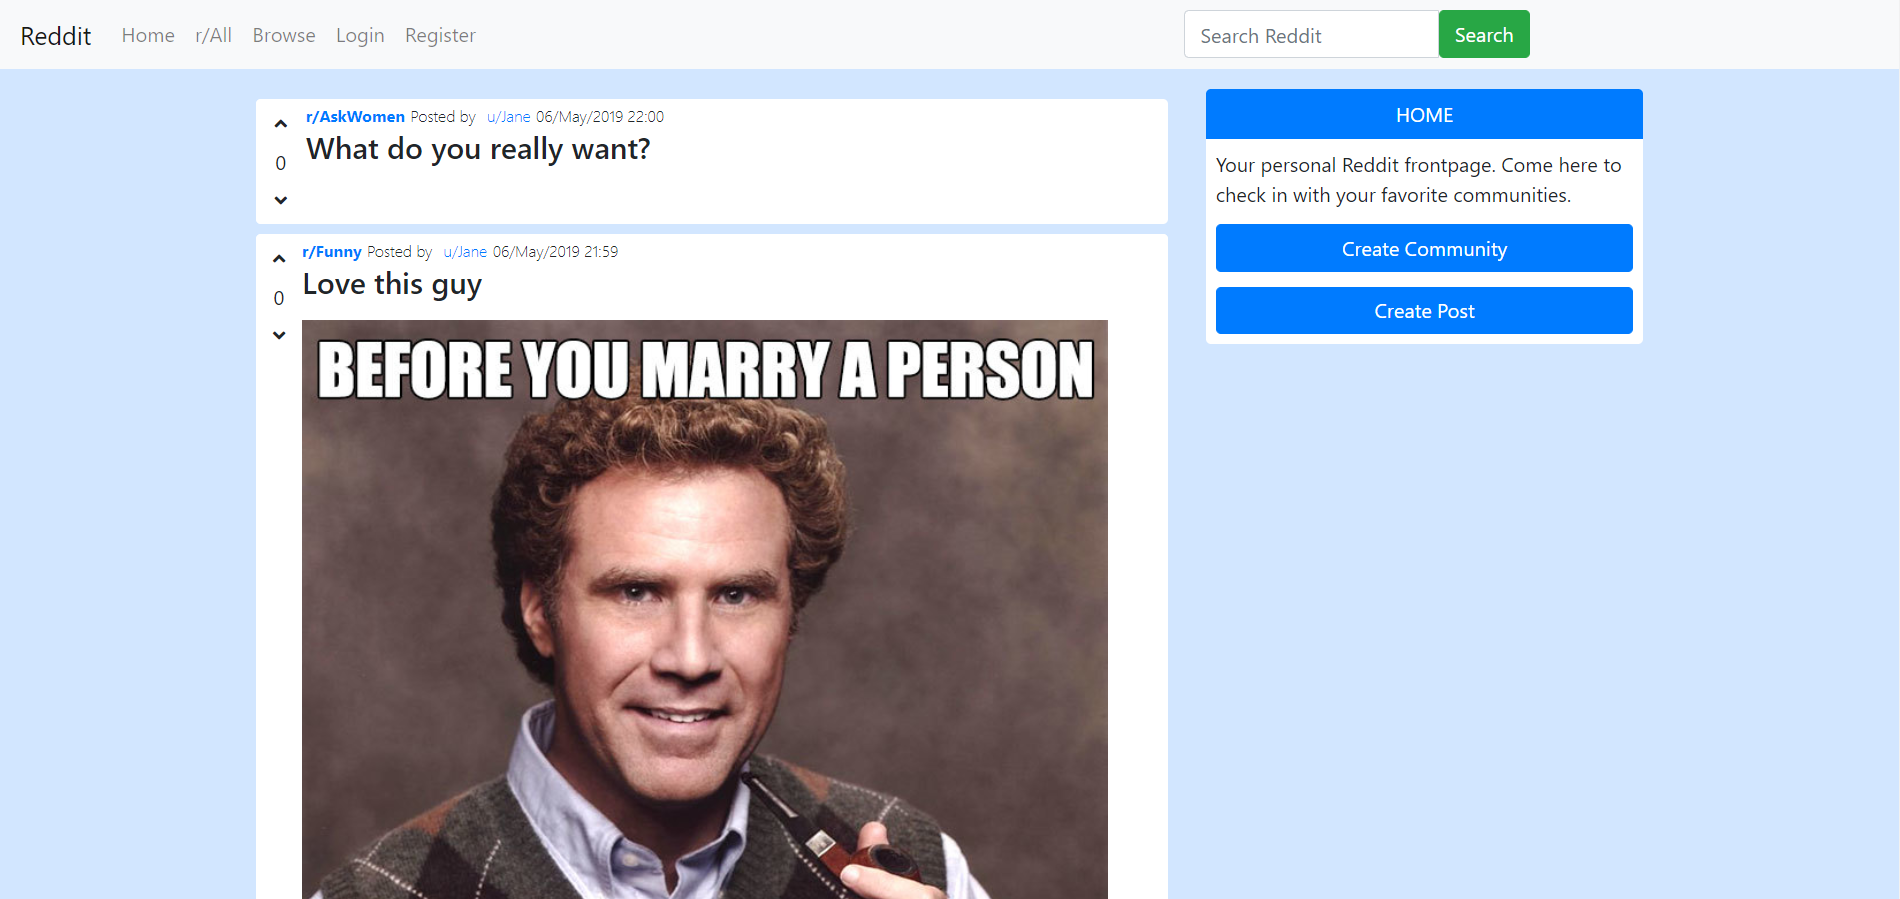 Reddit Home r/All Browse Login Register Search Reddit Search
r/AskWomen Posted by u/Jane 06/May/2019 22:00
What do you really want?
0
r/Funny Posted by u/Jane 06/May/2019 21:59
Love this guy
0
BEFORE YOU MARRY A PERSON
HOME
Your personal Reddit frontpage. Come here to
check in with your favorite communities.
Create Community
Create Post